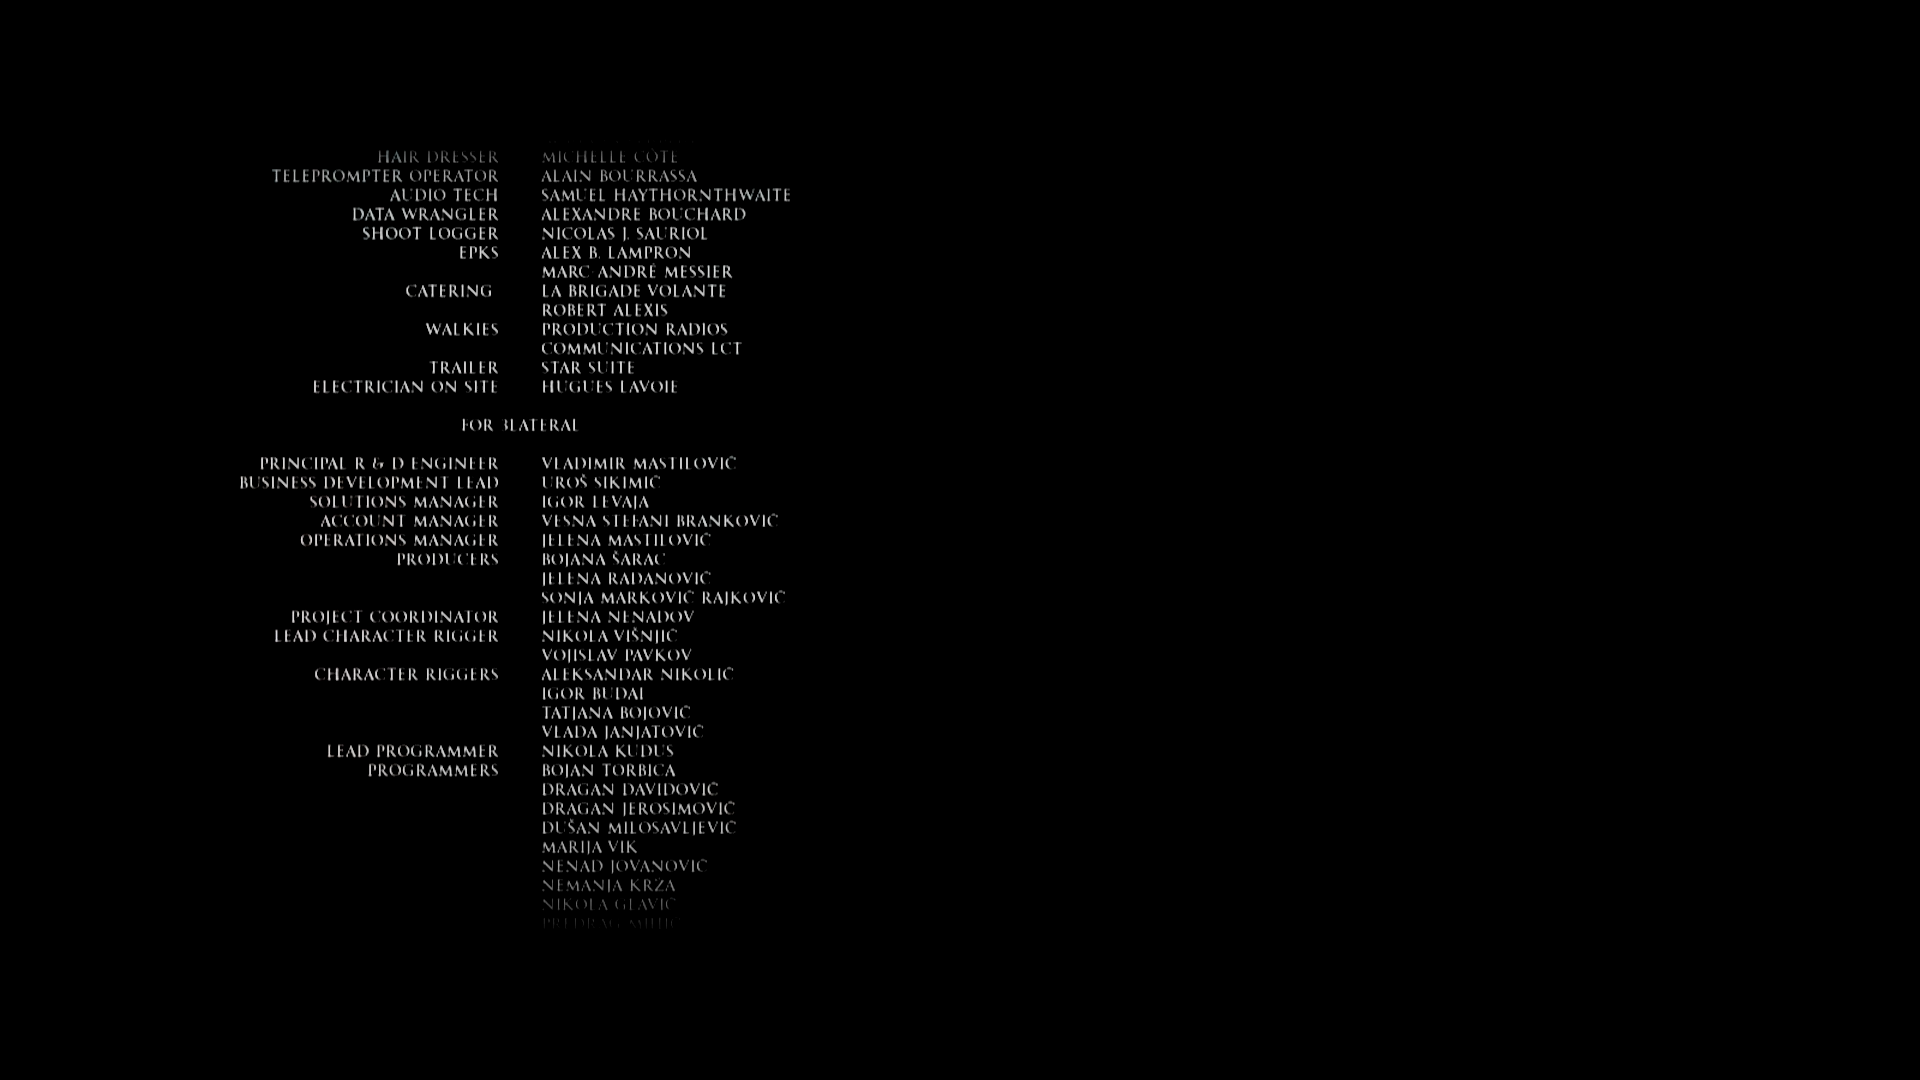 HAIR DRESSER MICHELLE CÔTE
TELEPROMPTER OPERATOR ALAIN BOURRASSA
AUDIO TECH SAMUEL HAYTHORNTHWAITE
DATA WRANGLER ALEXANDRE BOUCHARD
SHOOT LOGGER NICOLAS J. SAURIOL
EPKS ALEX B. LAMPRON
MARC-ANDRÉ MESSIER
CATERING LA BRIGADE VOLANTE
ROBERT ALEXIS
WALKIES PRODUCTION RADIOS
COMMUNICATIONS LCT
TRAILER STAR SUITE
ELECTRICIAN ON SITE HUGUES LAVOIE
FOR 3LATERAL
PRINCIPAL R & D ENGINEER VLADIMIR MASTILOVIĆ
BUSINESS DEVELOPMENT LEAD UROŠ SIKIMIĆ
SOLUTIONS MANAGER IGOR LEVAJA
ACCOUNT MANAGER VESNA STEFANI BRANKOVIĆ
OPERATIONS MANAGER JELENA MASTILOVIĆ
PRODUCERS BOJANA ŠARAC
JELENA RADANOVIĆ
SONJA MARKOVIĆ RAJKOVIĆ
PROJECT COORDINATOR JELENA NENADOV
LEAD CHARACTER RIGGER NIKOLA VIŠNJIĆ
VOJISLAV PAVKOV
CHARACTER RIGGERS ALEKSANDAR NIKOLIĆ
IGOR BUDAI
TATJANA BOJOVIĆ
VLADA JANJATOVIĆ
LEAD PROGRAMMER NIKOLA KUDUS
PROGRAMMERS BOJAN TORBICA
DRAGAN DAVIDOVIĆ
DRAGAN JEROSIMOVIĆ
DUŠAN MILOSAVLJEVIĆ
MARIJA VIK
NENAD JOVANOVIĆ
NEMANJA KRŽA
NIKOLA GLAVIĆ
PREDRAG